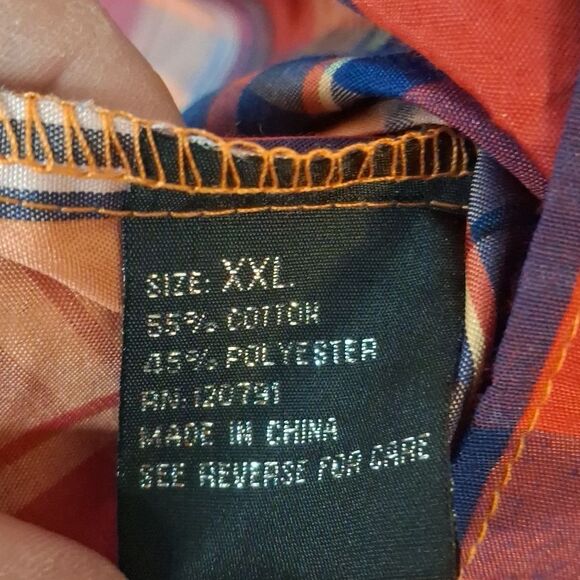 SIZE: XXL
55% COTTON
45% POLYESTER
RN: 120791
MADE IN CHINA
SEE REVERSE FOR CARE